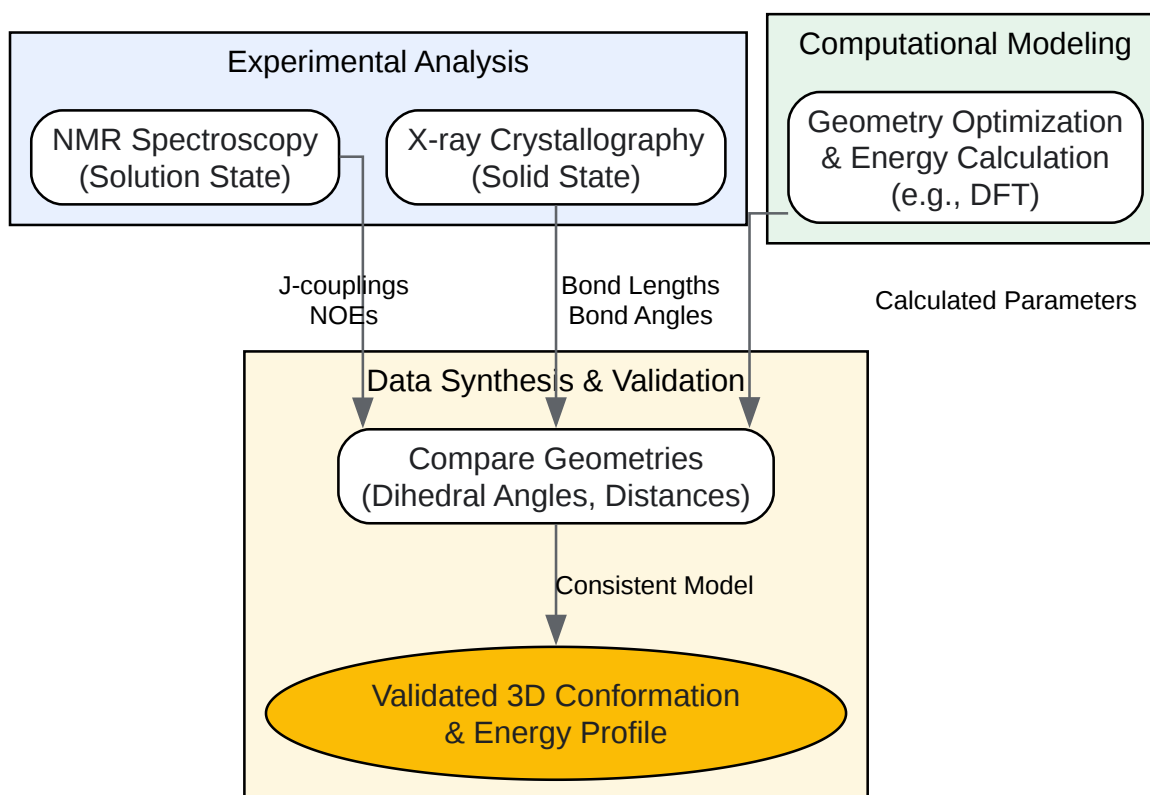 Experimental Analysis
Computational Modeling
NMR Spectroscopy
(Solution State)
X-ray Crystallography
(Solid State)
Geometry Optimization
& Energy Calculation
(e.g., DFT)
J-couplings
NOEs
Bond Lengths
Bond Angles
Calculated Parameters
Data Synthesis & Validation
Compare Geometries
(Dihedral Angles, Distances)
Consistent Model
Validated 3D Conformation
& Energy Profile